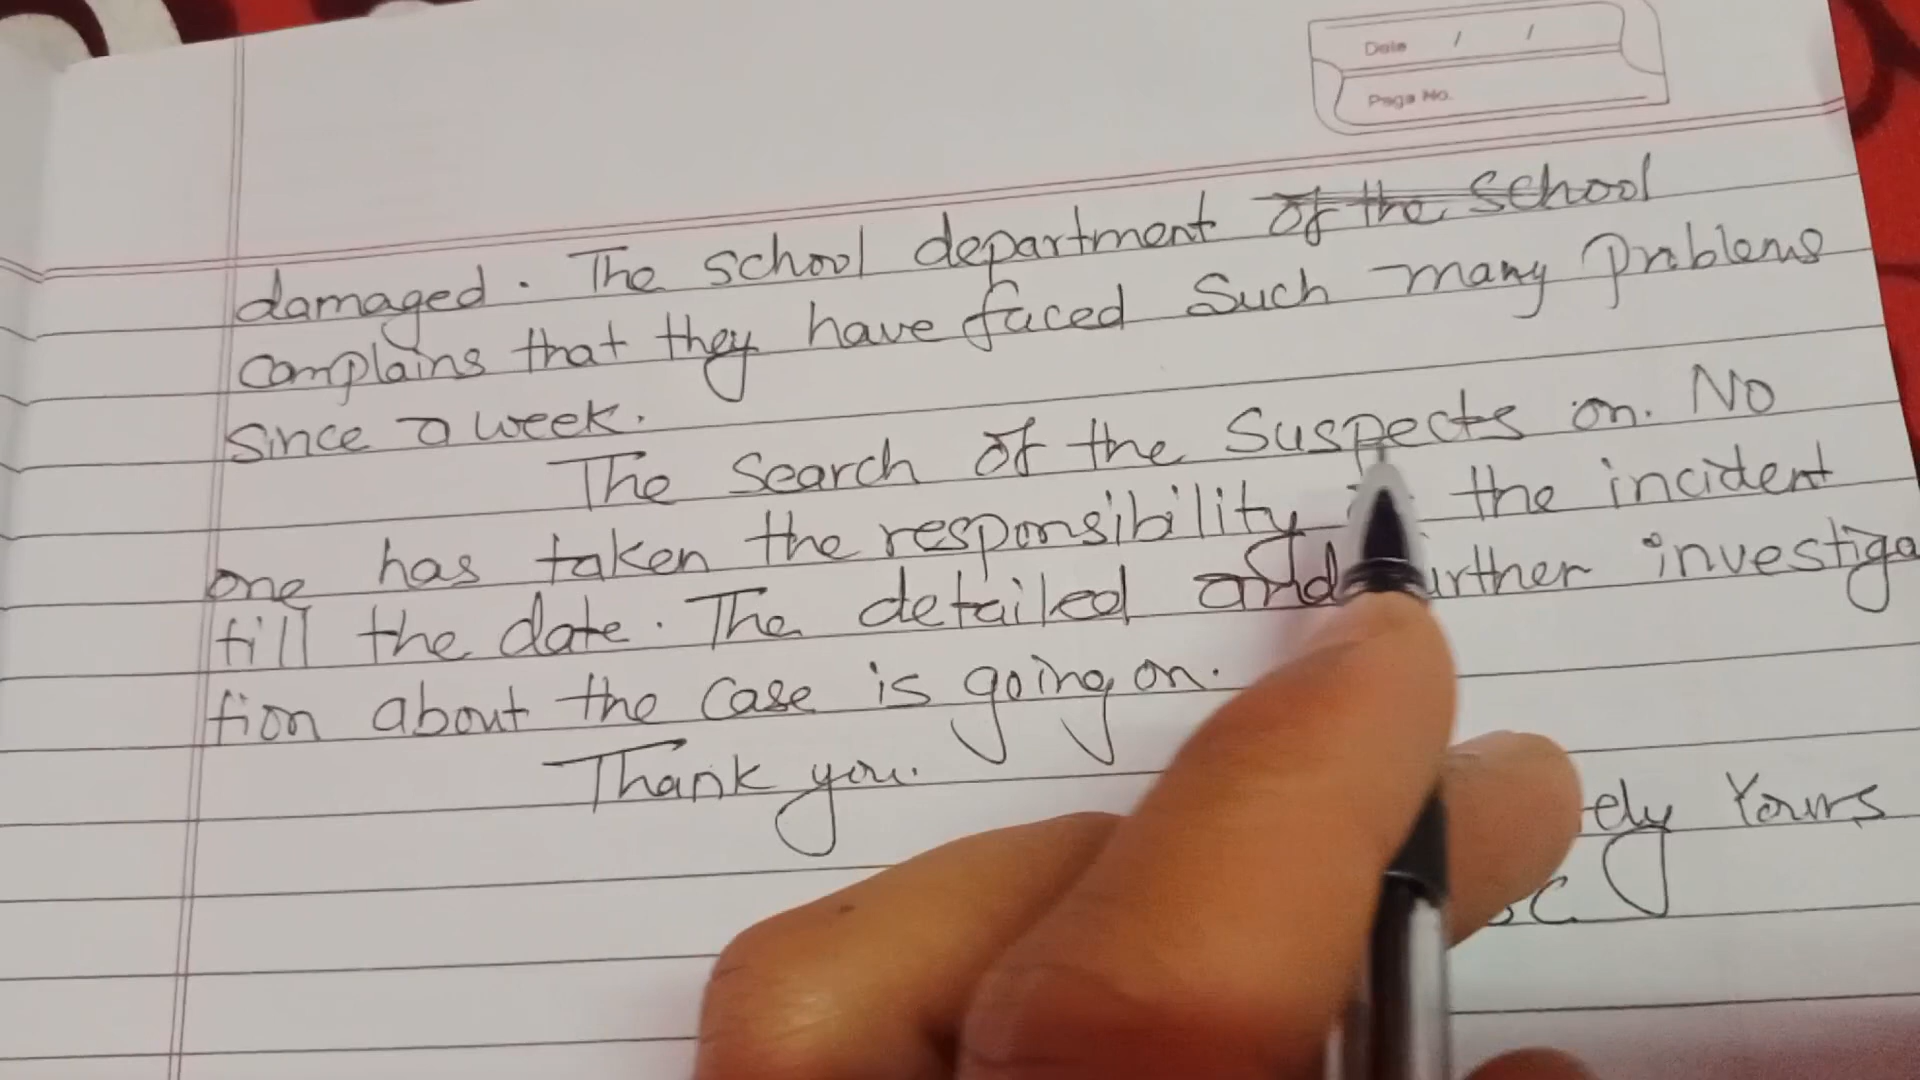 Date / /
Page No.
damaged. The school department of the school
complains that they have faced Such many problems
Since a week.
The Search of the Suspects on. No
one has taken the responsibility the incident
till the date. The detailed and investiga
tion about the case is going on.
Thank you.
Yours